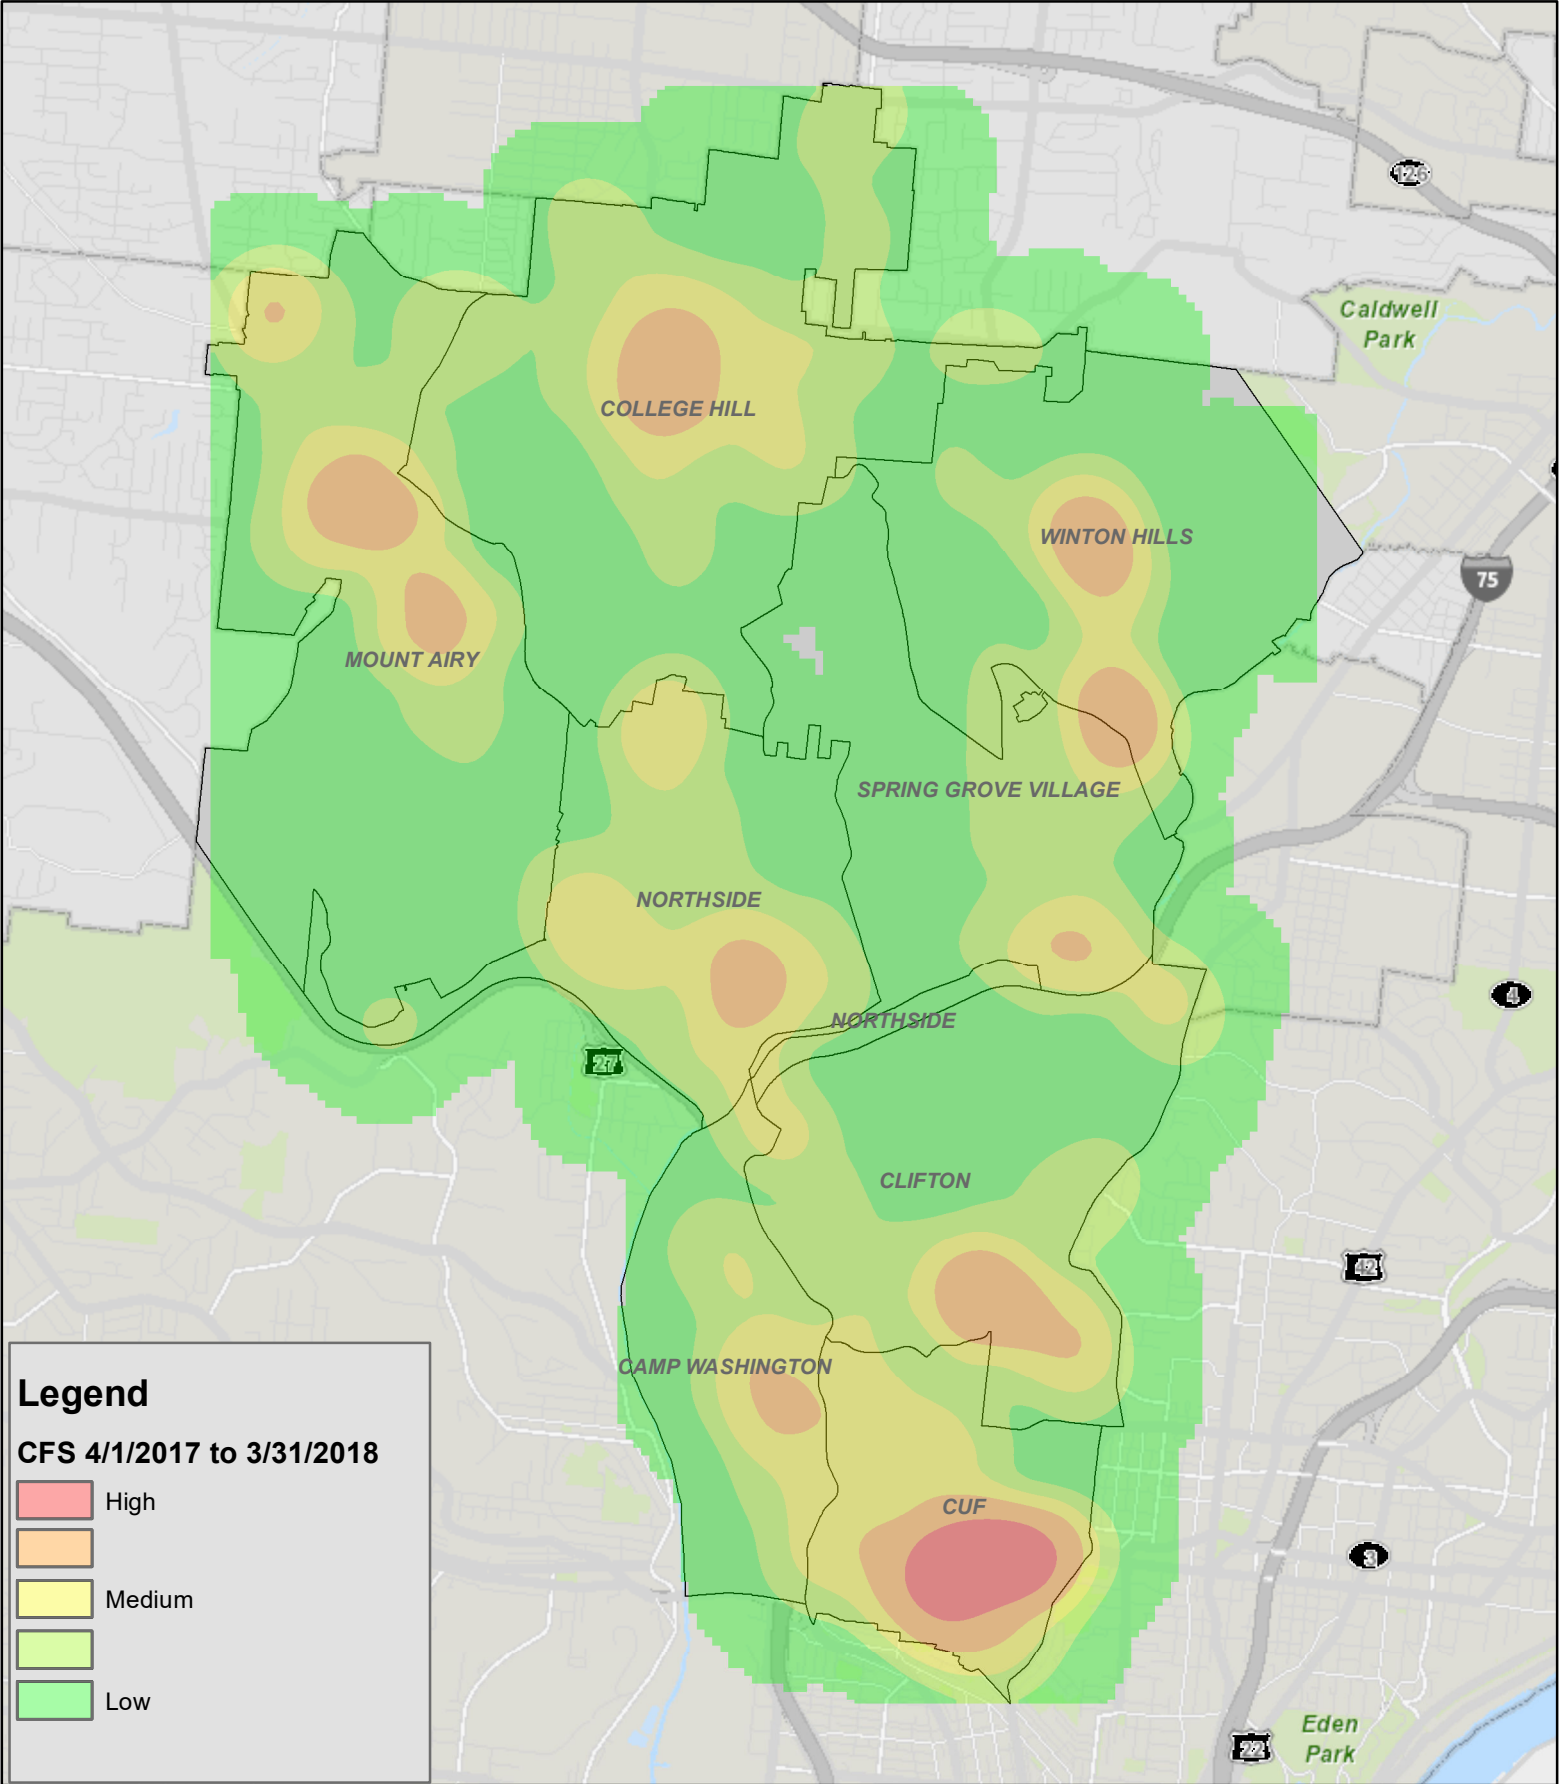 126
Caldwell
Park
COLLEGE HILL
WINTON HILLS
75
MOUNT AIRY
SPRING GROVE VILLAGE
NORTHSIDE
4
NORTHSIDE
27
CLIFTON
42
CAMP WASHINGTON
Legend
CFS 4/1/2017 to 3/31/2018
High
CUF
3
Medium
Low
Eden
Park
22